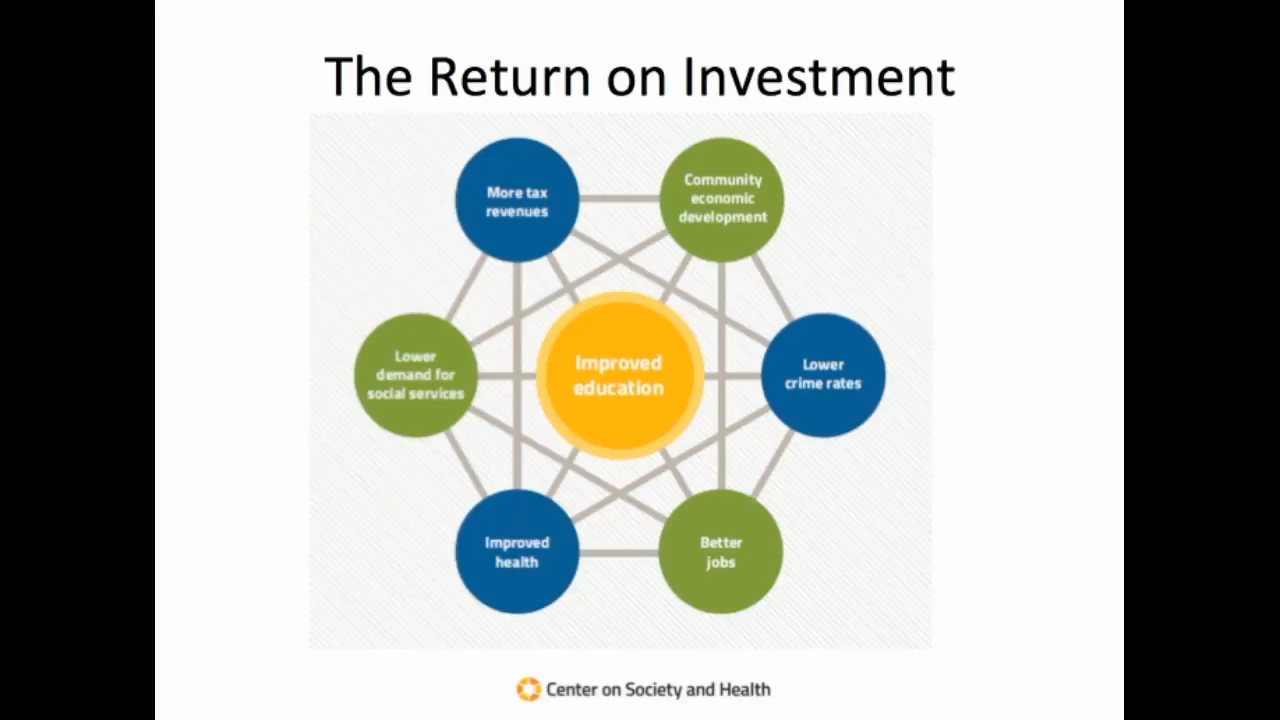 The Return on Investment
More tax
revenues
Community
economic
development
Lower
demand for
social services
Improved
education
Lower
crime rates
Improved
health
Better
jobs
Center on Society and Health